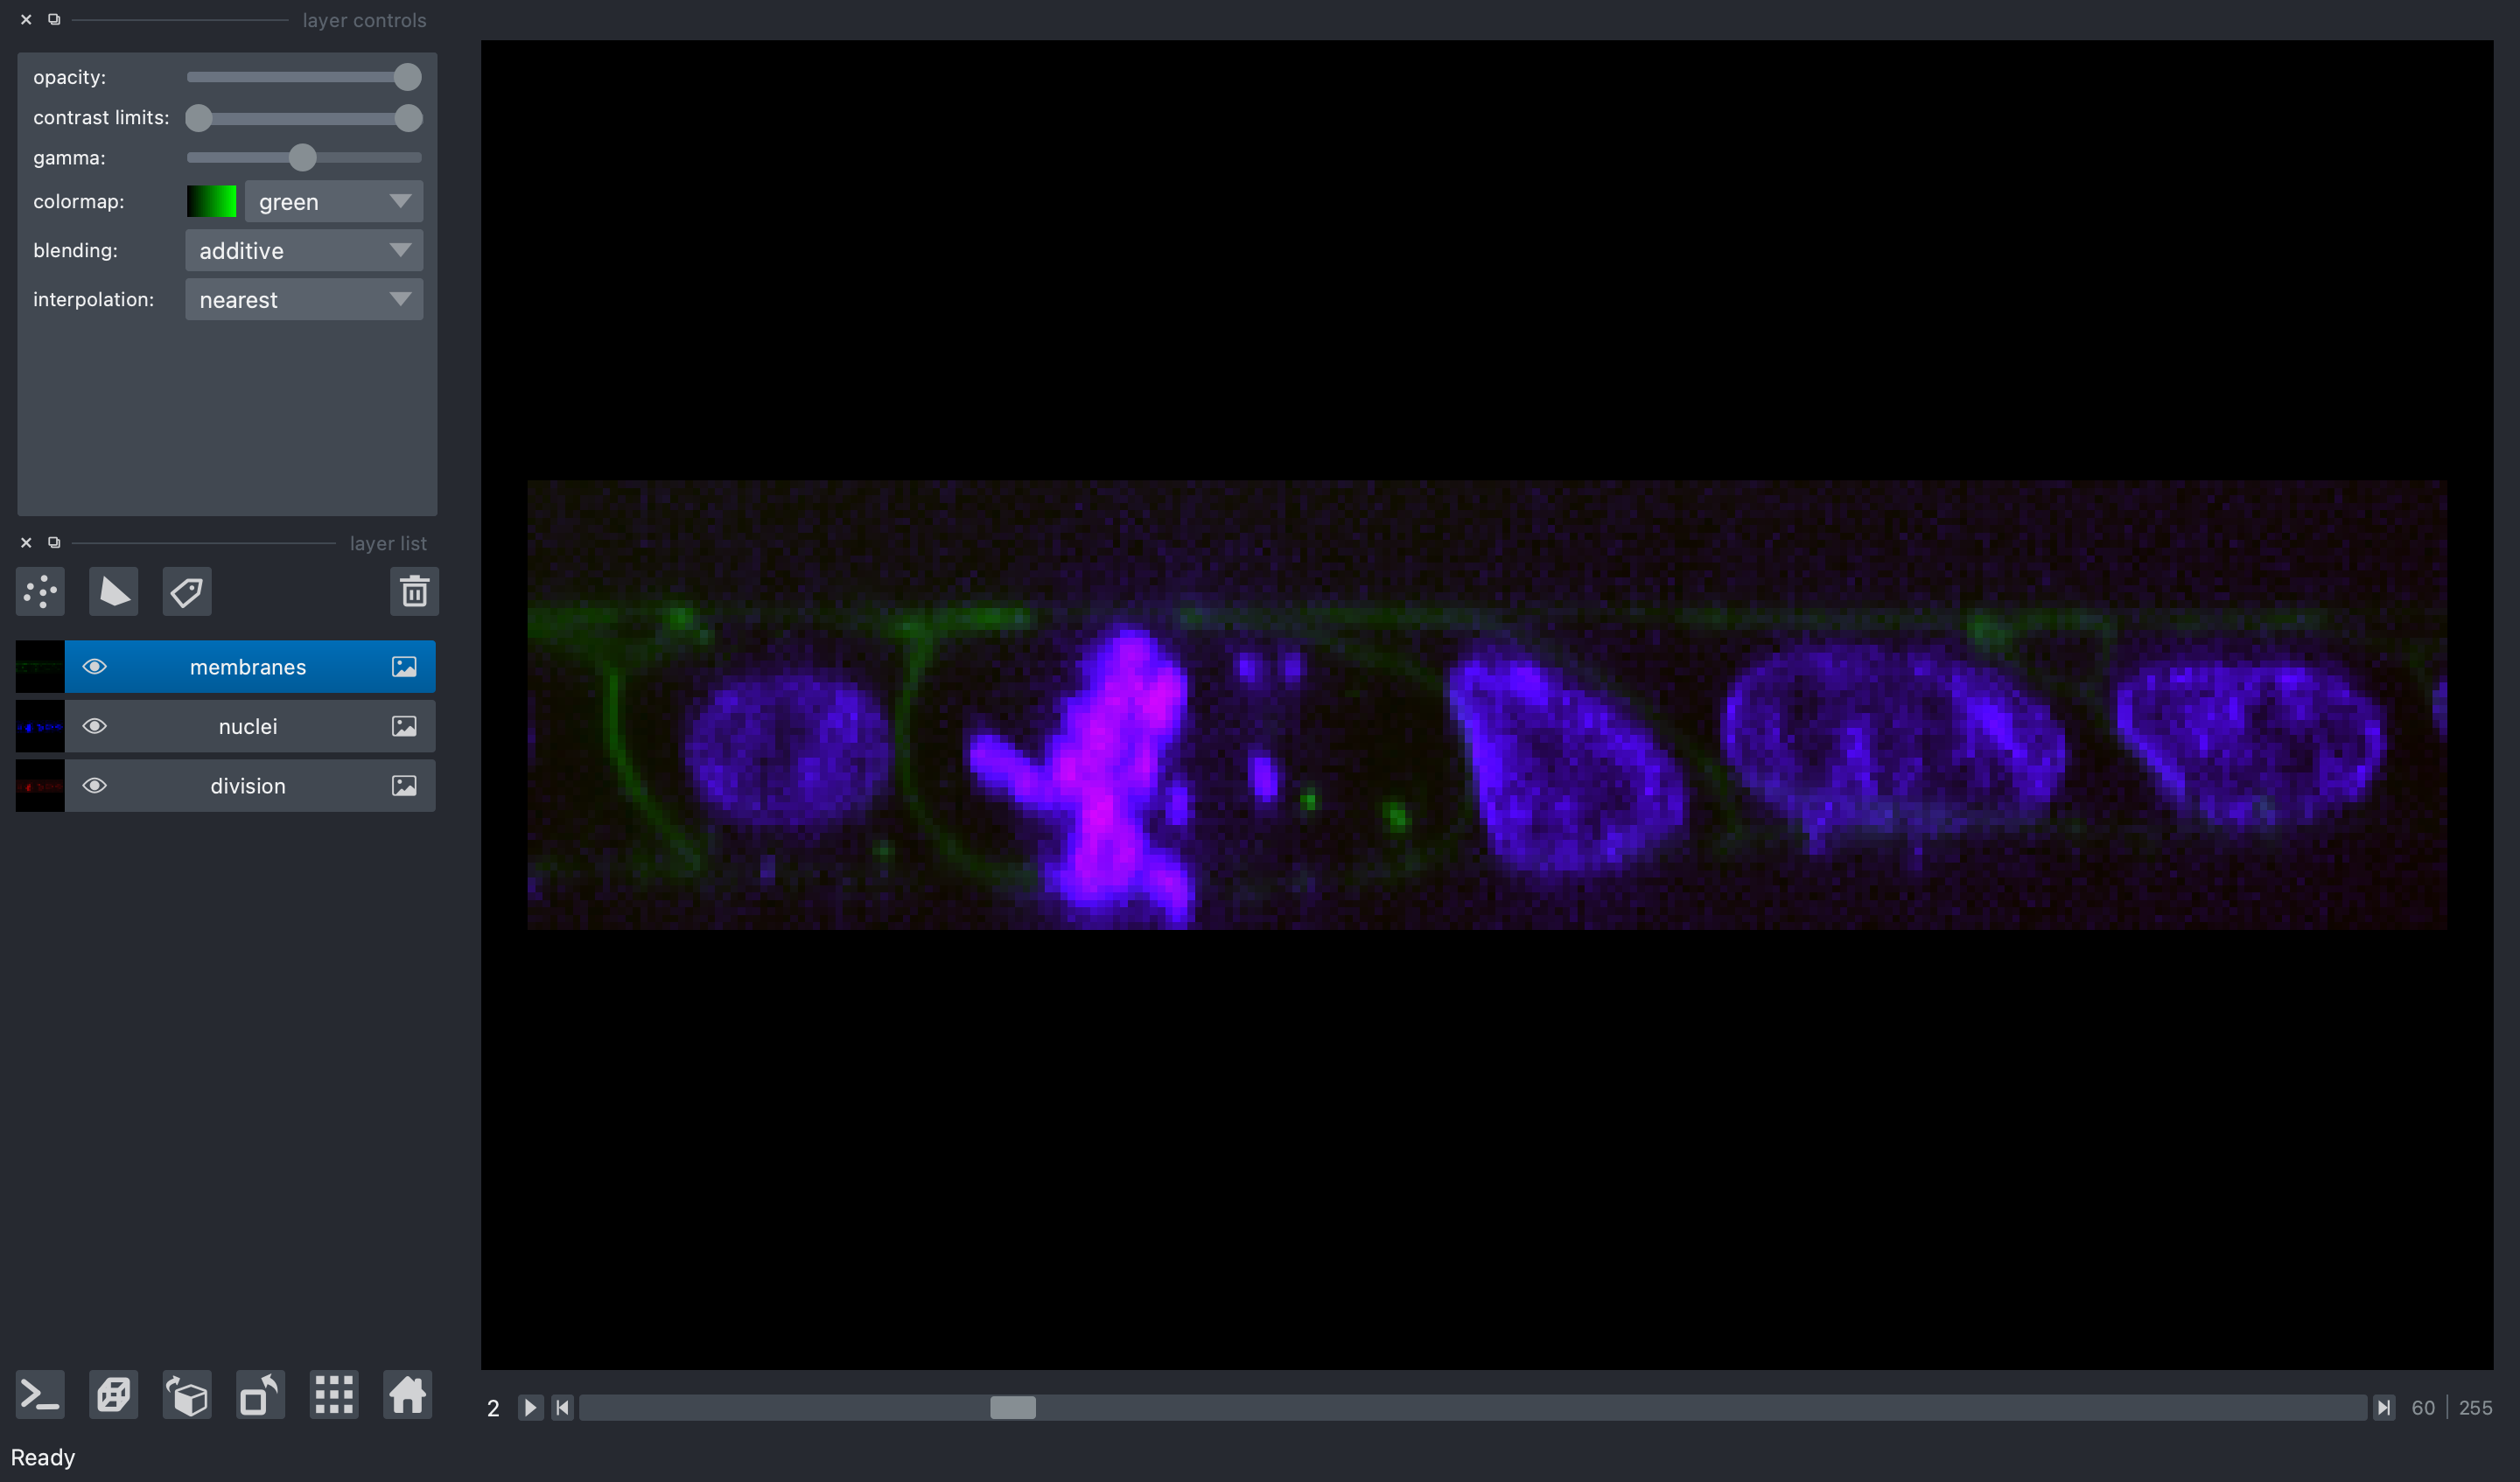 layer controls
opacity:
contrast limits:
gamma:
colormap: green
blending: additive
interpolation: nearest
layer list
membranes
nuclei
division
2 60 255
Ready